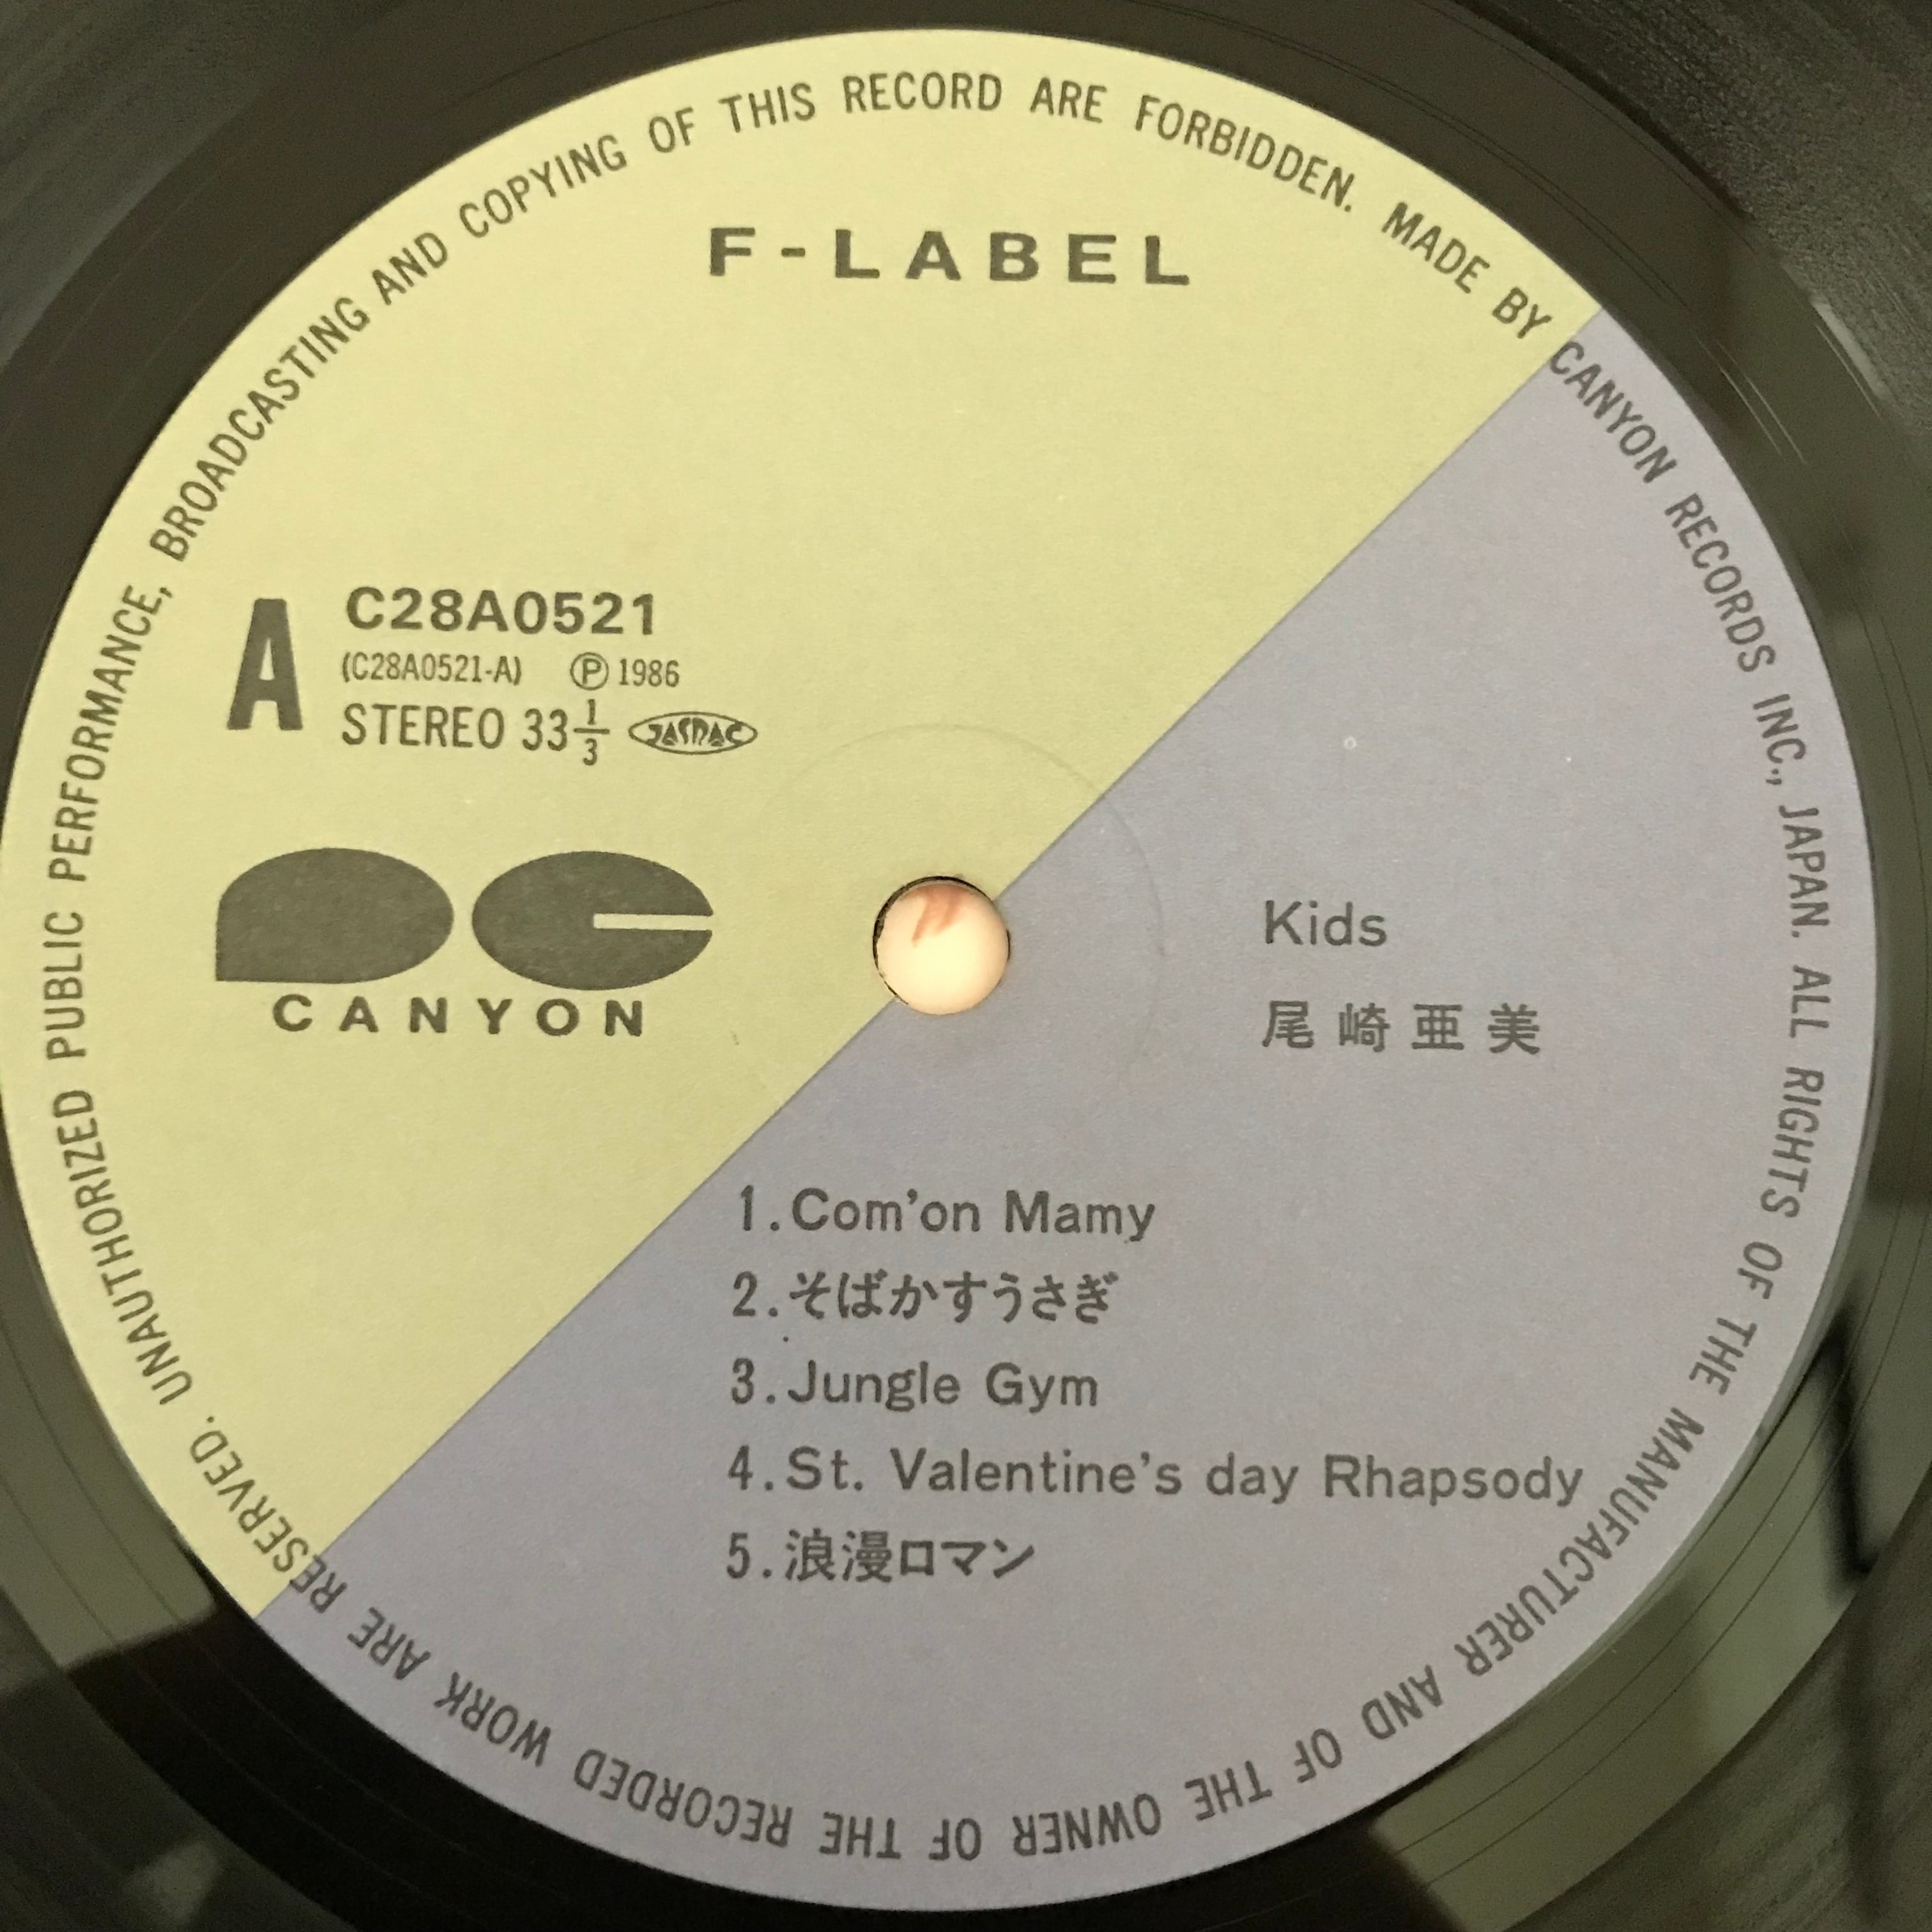 F-LABEL
A
C28A0521
(C28A0521-A) Ⓟ 1986
STEREO 33 1/3 JASRAC
CANYON
Kids
尾崎亜美
1. Com'on Mamy
2. そばかすうさぎ
3. Jungle Gym
4. St. Valentine's day Rhapsody
5. 浪漫ロマン
MADE BY CANYON RECORDS INC., JAPAN. ALL RIGHTS OF THE MANUFACTURER AND OF THE OWNER OF THE RECORDED WORK ARE RESERVED. UNAUTHORIZED PUBLIC PERFORMANCE, BROADCASTING AND COPYING OF THIS RECORD ARE FORBIDDEN.